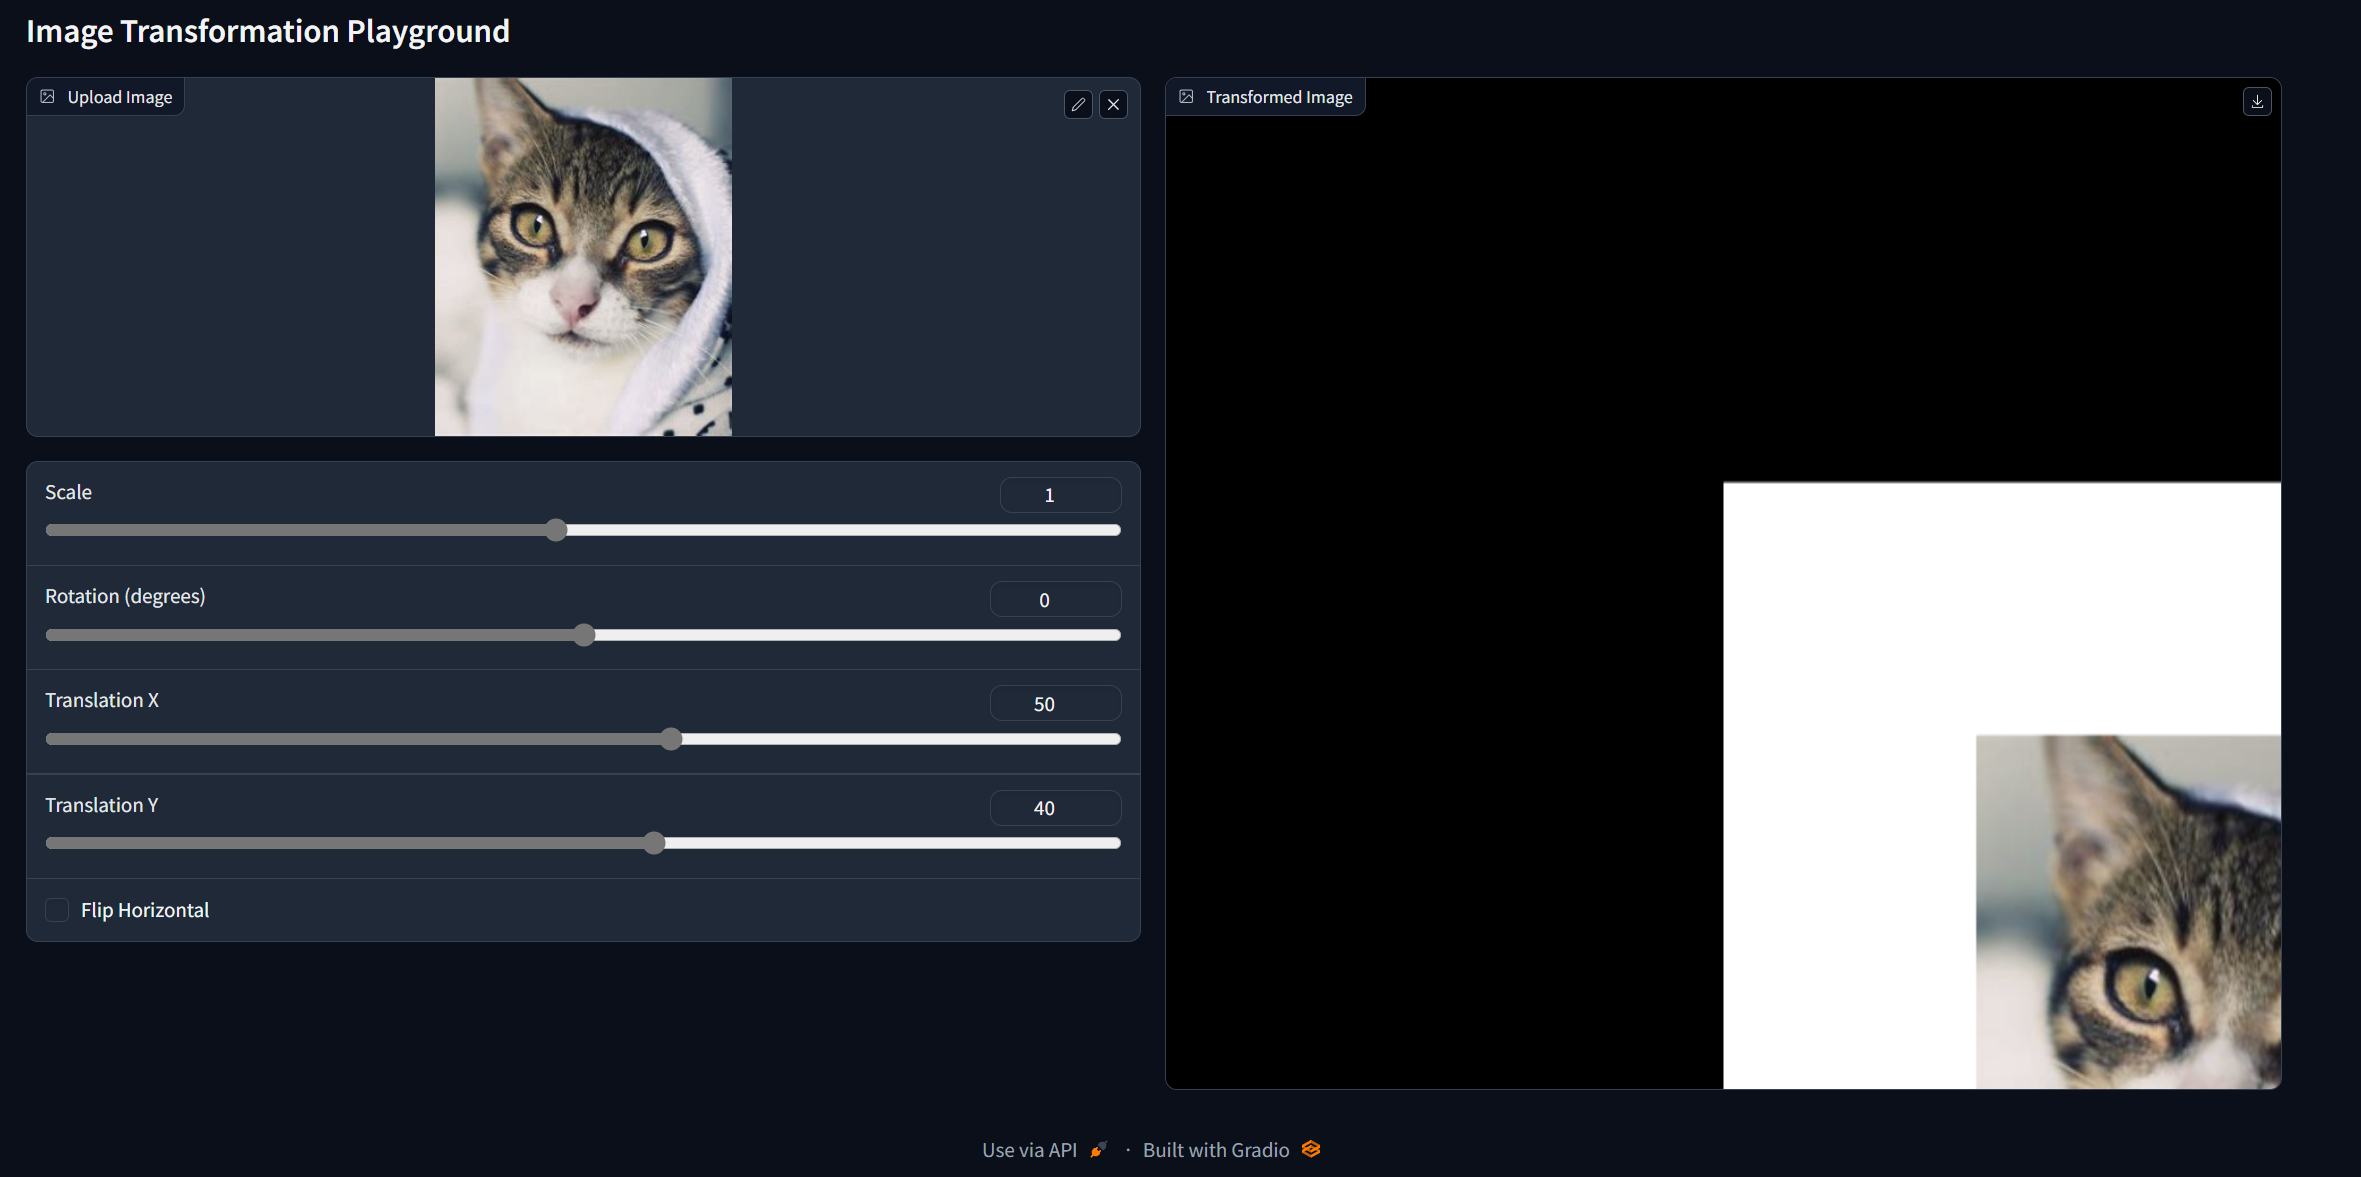 Image Transformation Playground
Upload Image
Transformed Image
Scale
1
Rotation (degrees)
0
Translation X
50
Translation Y
40
Flip Horizontal
Use via API · Built with Gradio